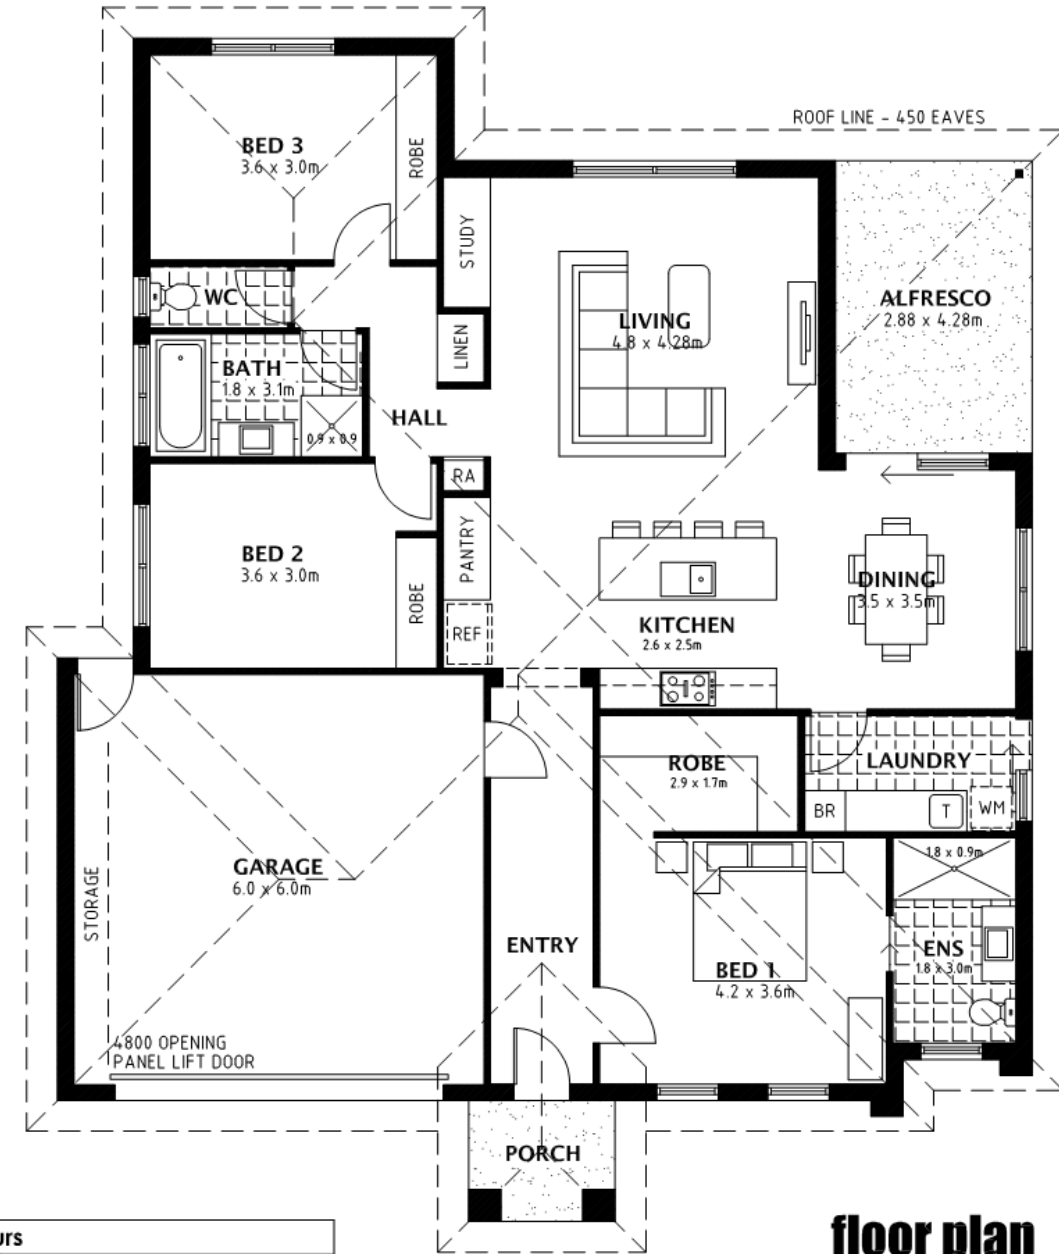 ROOF LINE - 450 EAVES
BED 3
3.6 x 3.0m
ROBE
STUDY
WC
ALFRESCO
2.88 x 4.28m
LIVING
4.8 x 4.28m
LINEN
BATH
1.8 x 3.1m
HALL
0.9 x 0.9
RA
PANTRY
BED 2
3.6 x 3.0m
ROBE
DINING
3.5 x 3.5m
REF
KITCHEN
2.6 x 2.5m
ROBE
2.9 x 1.7m
LAUNDRY
BR
T
WM
GARAGE
6.0 x 6.0m
STORAGE
1.8 x 0.9m
ENTRY
ENS
1.8 x 3.0m
BED 1
4.2 x 3.6m
4800 OPENING
PANEL LIFT DOOR
PORCH
urs
floor plan